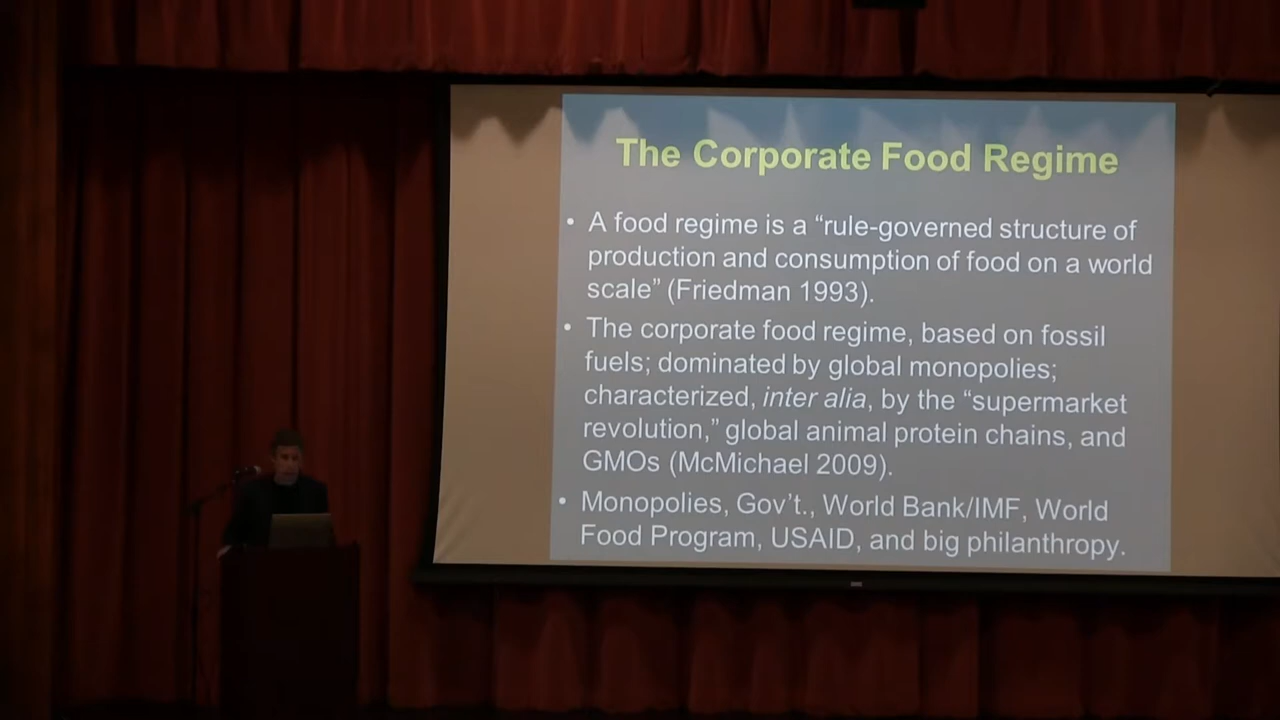 The Corporate Food Regime
• A food regime is a “rule-governed structure of
production and consumption of food on a world
scale” (Friedman 1993).
• The corporate food regime, based on fossil
fuels; dominated by global monopolies;
characterized, inter alia, by the “supermarket
revolution,” global animal protein chains, and
GMOs (McMichael 2009).
• Monopolies, Gov’t., World Bank/IMF, World
Food Program, USAID, and big philanthropy.